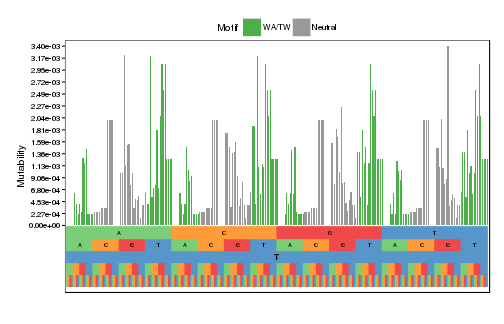 Motif WA/TW Neutral
3.40e-03
3.17e-03
2.95e-03
2.72e-03
2.49e-03
2.27e-03
2.04e-03
1.81e-03
1.59e-03
1.36e-03
1.13e-03
9.06e-04
6.80e-04
4.53e-04
2.27e-04
0.00e+00
Mutability
A C G T
A C G T A C G T A C G T A C G T
T